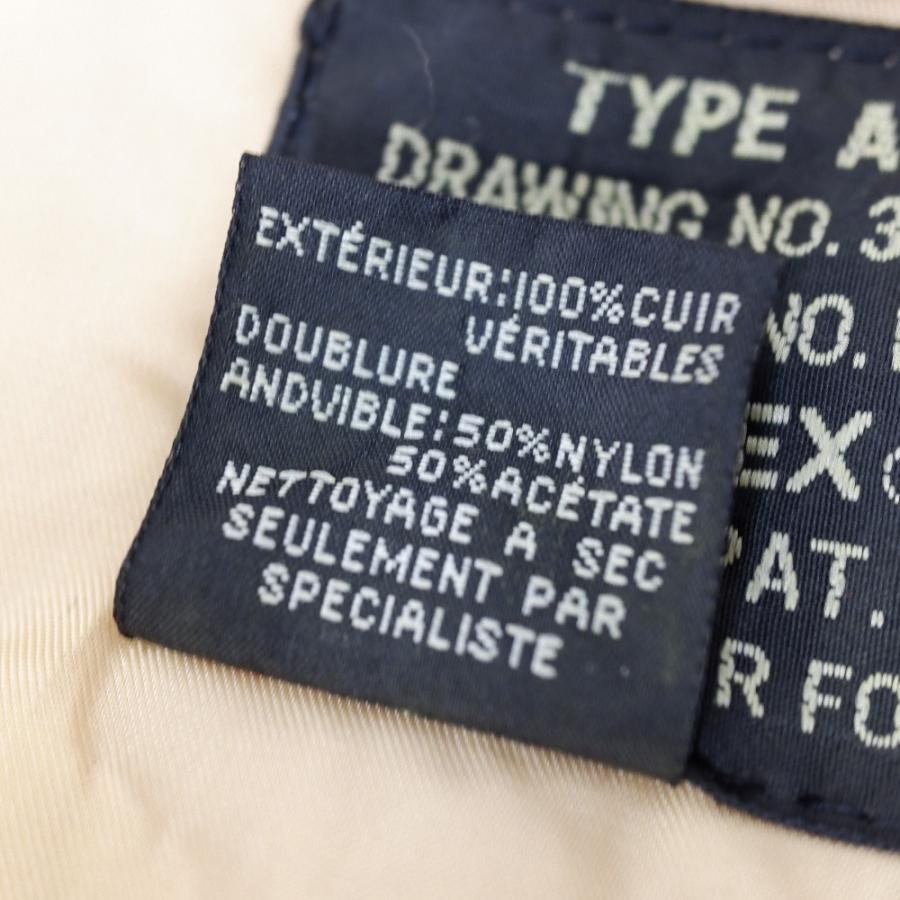 TYPE A
DRAWING NO. 3
NO.
EX
PAT.
R FO
EXTÉRIEUR:100%CUIR
VÉRITABLES
DOUBLURE
ANDVIBLE:50%NYLON
50%ACÉTATE
NETTOYAGE A SEC
SEULEMENT PAR
SPECIALISTE